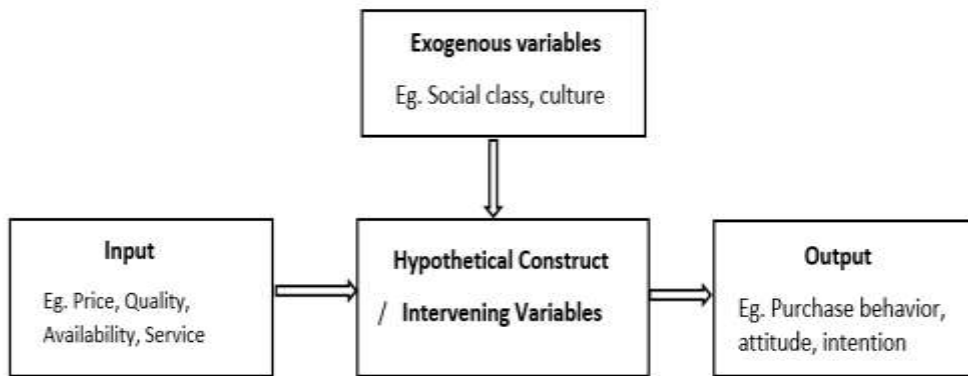 Exogenous variables
Eg. Social class, culture
Input
Eg. Price, Quality,
Availability, Service
Hypothetical Construct
/ Intervening Variables
Output
Eg. Purchase behavior,
attitude, intention